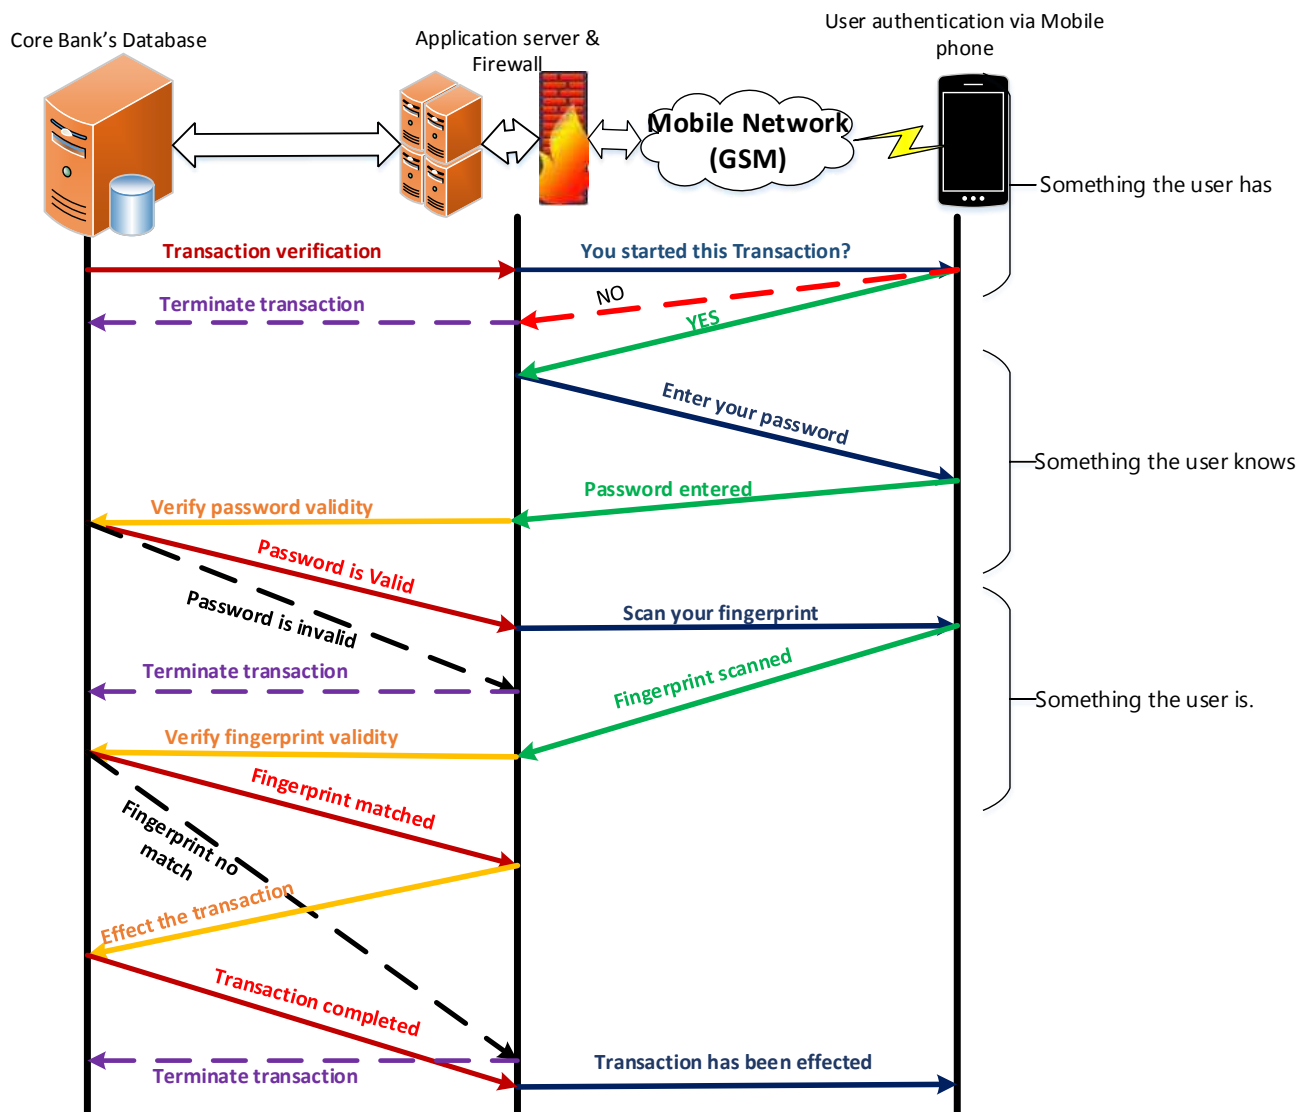 Core Bank's Database
Application server &
Firewall
User authentication via Mobile
phone
Mobile Network
(GSM)
Something the user has
Transaction verification
You started this Transaction?
NO
Terminate transaction
YES
Enter your password
Something the user knows
Password entered
Verify password validity
Password is Valid
Password is invalid
Scan your fingerprint
Terminate transaction
Fingerprint scanned
Something the user is.
Verify fingerprint validity
Fingerprint matched
Fingerprint no
match
Effect the transaction
Transaction completed
Terminate transaction
Transaction has been effected